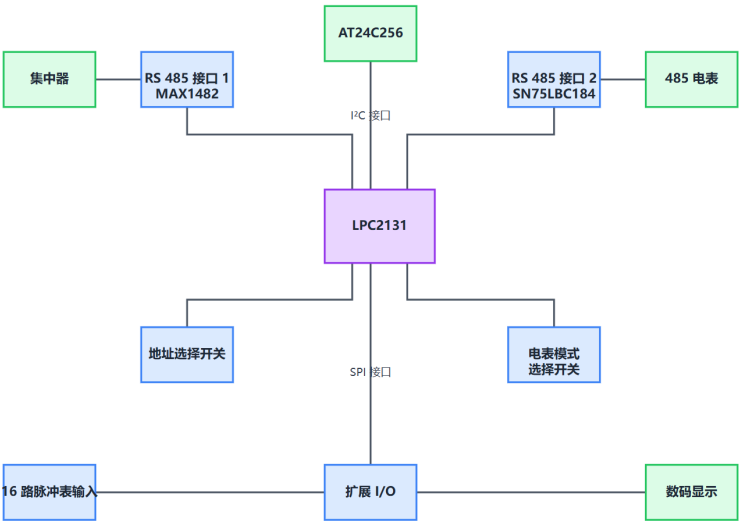 AT24C256
集中器
RS 485 接口 1
MAX1482
RS 485 接口 2
SN75LBC184
485 电表
I²C 接口
LPC2131
地址选择开关
电表模式
选择开关
SPI 接口
16 路脉冲表输入
扩展 I/O
数码显示